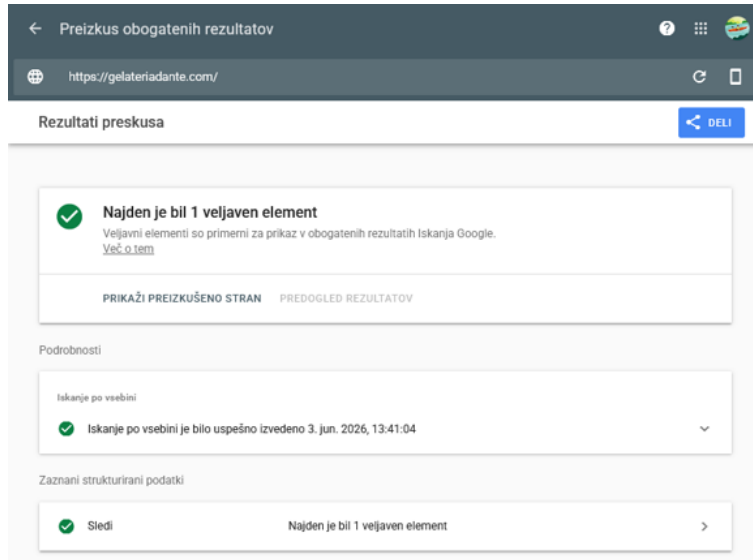 Preizkus obogatenih rezultatov
https://gelateriadante.com/
Rezultati preskusa
DELI
Najden je bil 1 veljaven element
Veljavni elementi so primerni za prikaz v obogatenih rezultatih Iskanja Google.
Več o tem
PRIKAŽI PREIZKUŠENO STRAN PREDOGLED REZULTATOV
Podrobnosti
Iskanje po vsebini
Iskanje po vsebini je bilo uspešno izvedeno 3. jun. 2026, 13:41:04
Zaznani strukturirani podatki
Sledi Najden je bil 1 veljaven element